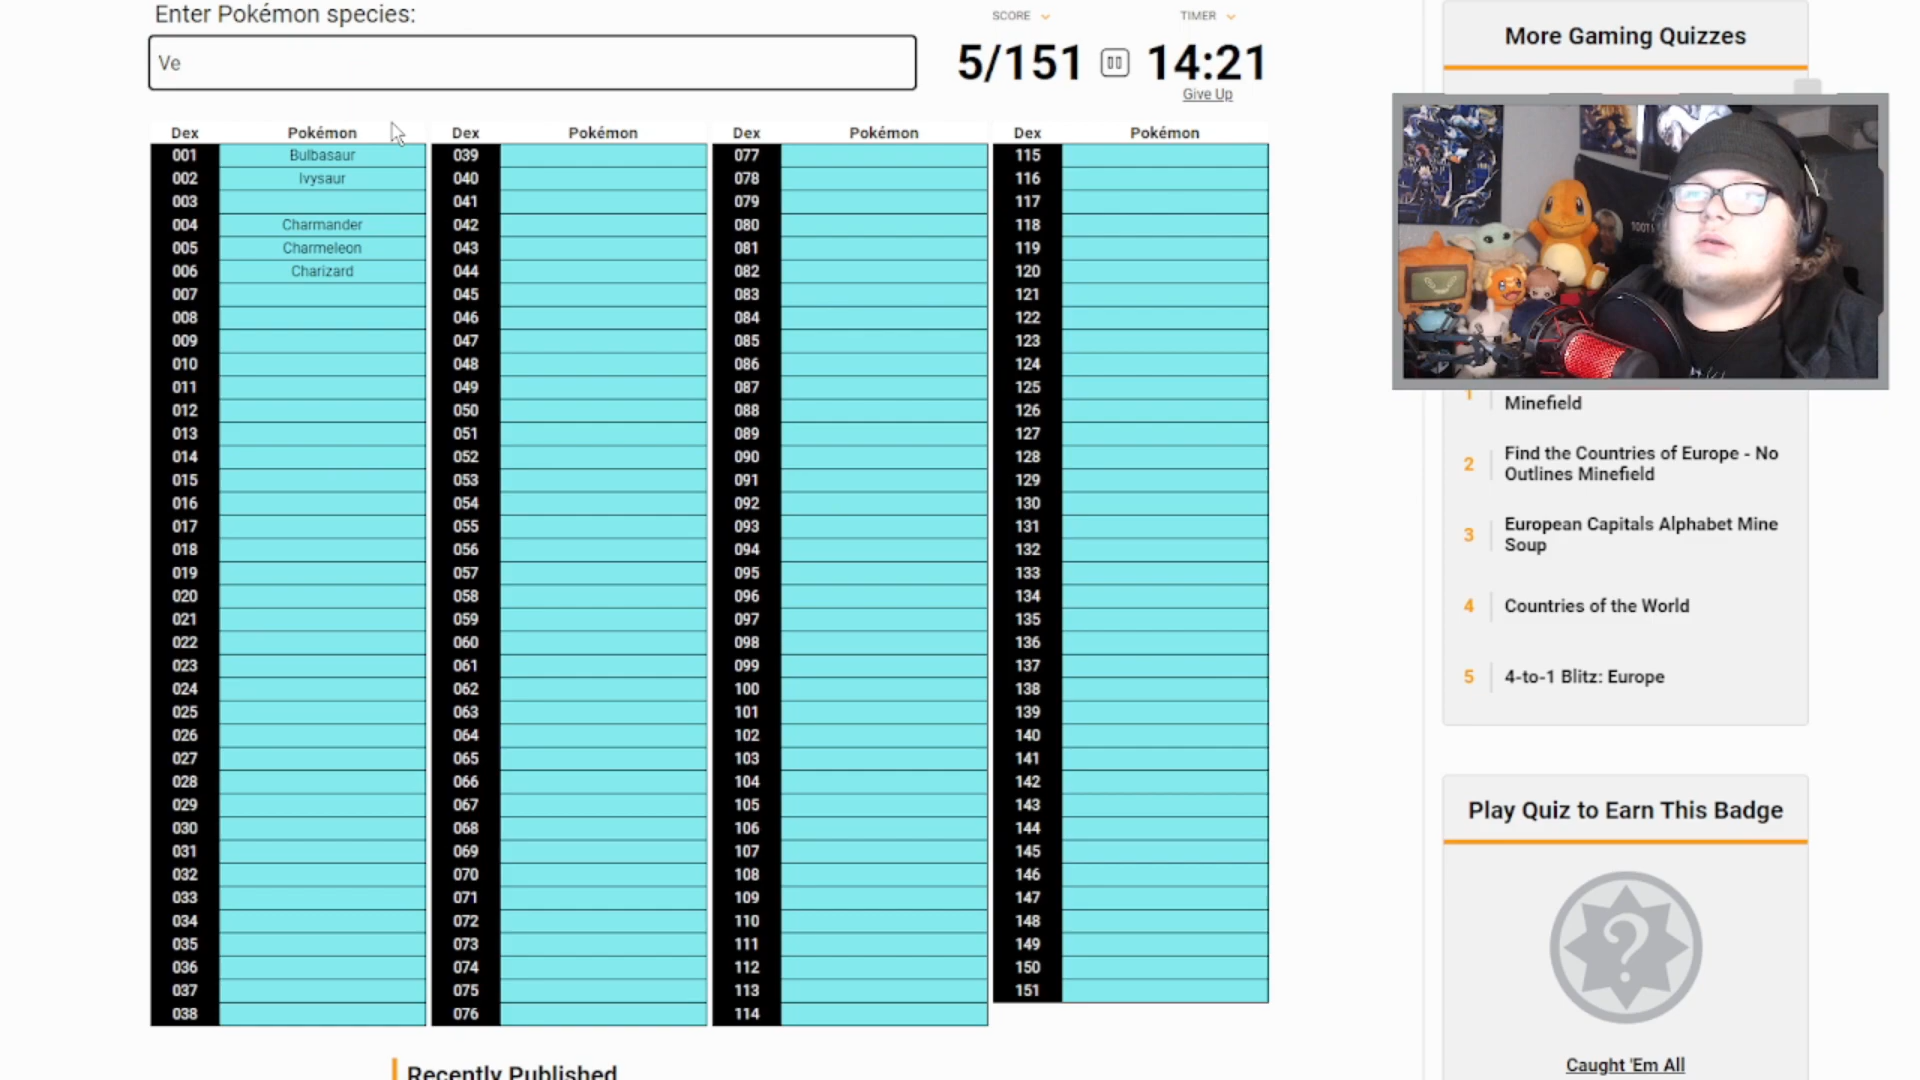 Enter Pokémon species:
SCORE
TIMER
Ve
5/151
14:21
Give Up
Dex Pokémon Dex Pokémon Dex Pokémon Dex Pokémon
001 Bulbasaur 039 077 115
002 Ivysaur 040 078 116
003 041 079 117
004 Charmander 042 080 118
005 Charmeleon 043 081 119
006 Charizard 044 082 120
007 045 083 121
008 046 084 122
009 047 085 123
010 048 086 124
011 049 087 125
012 050 088 126
013 051 089 127
014 052 090 128
015 053 091 129
016 054 092 130
017 055 093 131
018 056 094 132
019 057 095 133
020 058 096 134
021 059 097 135
022 060 098 136
023 061 099 137
024 062 100 138
025 063 101 139
026 064 102 140
027 065 103 141
028 066 104 142
029 067 105 143
030 068 106 144
031 069 107 145
032 070 108 146
033 071 109 147
034 072 110 148
035 073 111 149
036 074 112 150
037 075 113 151
038 076 114
Recently Published
More Gaming Quizzes
1 Minefield
2 Find the Countries of Europe - No
Outlines Minefield
3 European Capitals Alphabet Mine
Soup
4 Countries of the World
5 4-to-1 Blitz: Europe
Play Quiz to Earn This Badge
?
Caught 'Em All